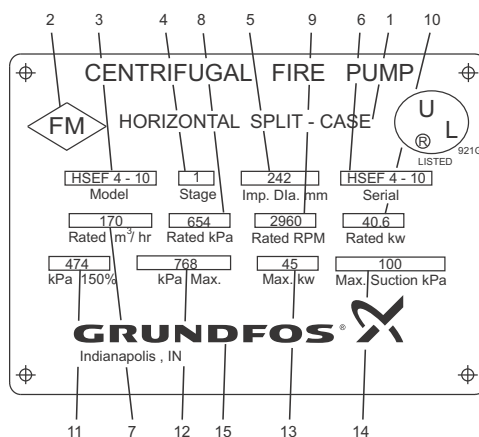 2 3 4 8 5 9 6 1 10
CENTRIFUGAL FIRE PUMP
FM
HORIZONTAL SPLIT - CASE
U
L
®
LISTED 921G
HSEF 4 - 10 1 242 HSEF 4 - 10
Model Stage Imp. DIa. mm Serial
170 654 2960 40.6
Rated m³/ hr Rated kPa Rated RPM Rated kw
474 768 45 100
kPa 150% kPa Max. Max. kw Max. Suction kPa
GRUNDFOS ® X
Indianapolis , IN
11 7 12 15 13 14